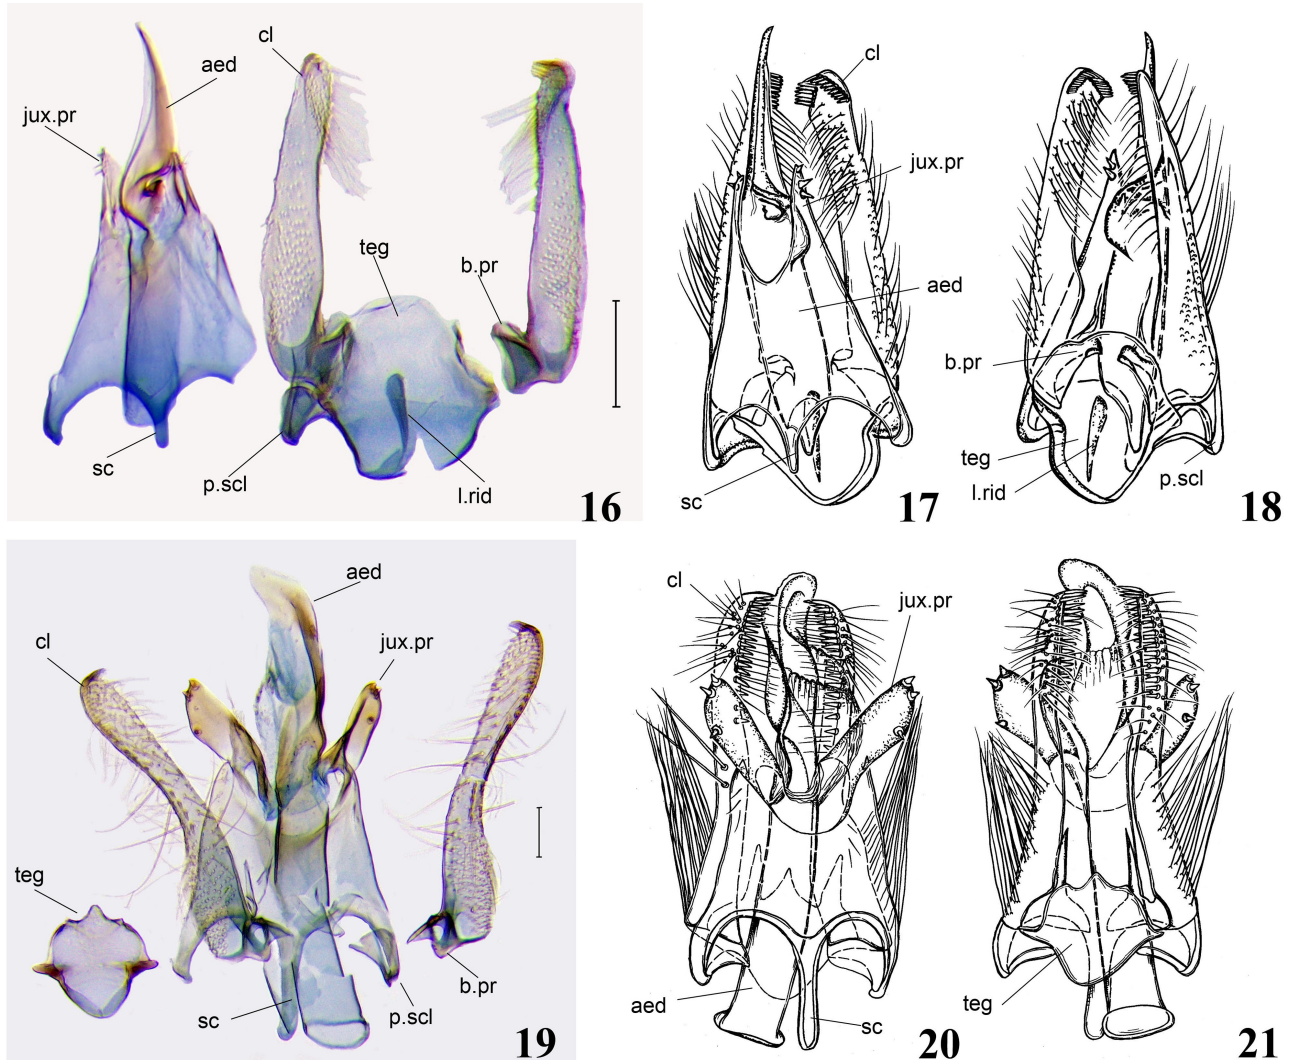 cl
aed
jux.pr
teg
b.pr
sc
p.scl
l.rid
16
cl
jux.pr
aed
sc
17
b.pr
teg
l.rid
p.scl
18
aed
cl
jux.pr
teg
sc
p.scl
b.pr
19
cl
jux.pr
aed
sc
20
teg
21